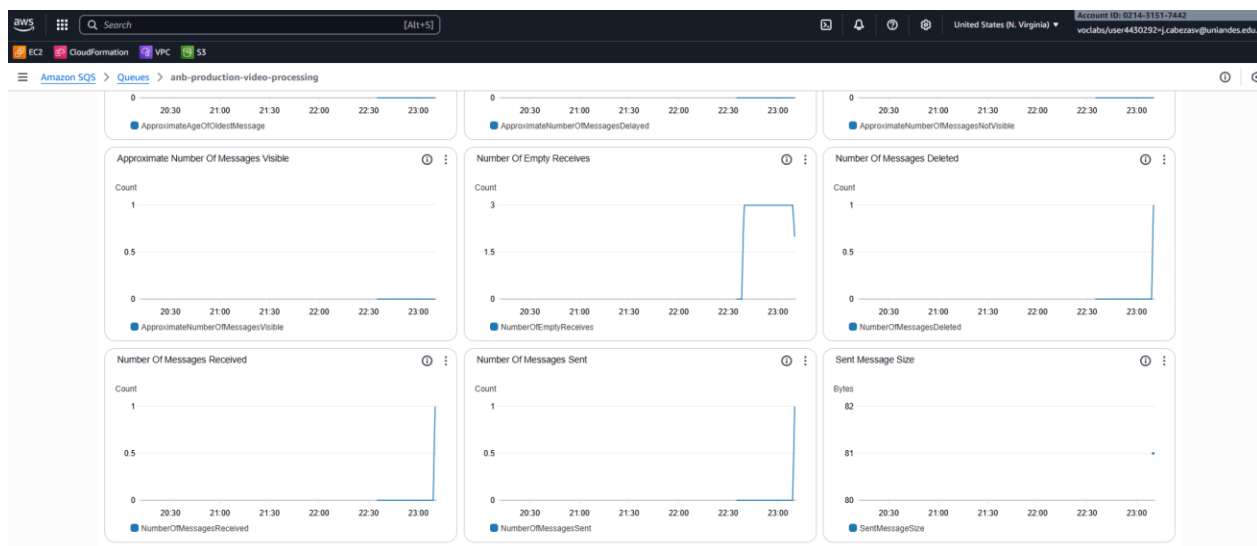 aws
Search
[Alt+S]
United States (N. Virginia)
Account ID: 0214-3151-7442
voclabs/user4430292=j.cabezasv@uniandes.edu.
EC2 CloudFormation VPC S3
Amazon SQS > Queues > anb-production-video-processing
0
20:30 21:00 21:30 22:00 22:30 23:00
ApproximateAgeOfOldestMessage
0
20:30 21:00 21:30 22:00 22:30 23:00
ApproximateNumberOfMessagesDelayed
0
20:30 21:00 21:30 22:00 22:30 23:00
ApproximateNumberOfMessagesNotVisible
Approximate Number Of Messages Visible
Count
1
0.5
0
20:30 21:00 21:30 22:00 22:30 23:00
ApproximateNumberOfMessagesVisible
Number Of Empty Receives
Count
3
1.5
0
20:30 21:00 21:30 22:00 22:30 23:00
NumberOfEmptyReceives
Number Of Messages Deleted
Count
1
0.5
0
20:30 21:00 21:30 22:00 22:30 23:00
NumberOfMessagesDeleted
Number Of Messages Received
Count
1
0.5
0
20:30 21:00 21:30 22:00 22:30 23:00
NumberOfMessagesReceived
Number Of Messages Sent
Count
1
0.5
0
20:30 21:00 21:30 22:00 22:30 23:00
NumberOfMessagesSent
Sent Message Size
Bytes
82
81
80
20:30 21:00 21:30 22:00 22:30 23:00
SentMessageSize